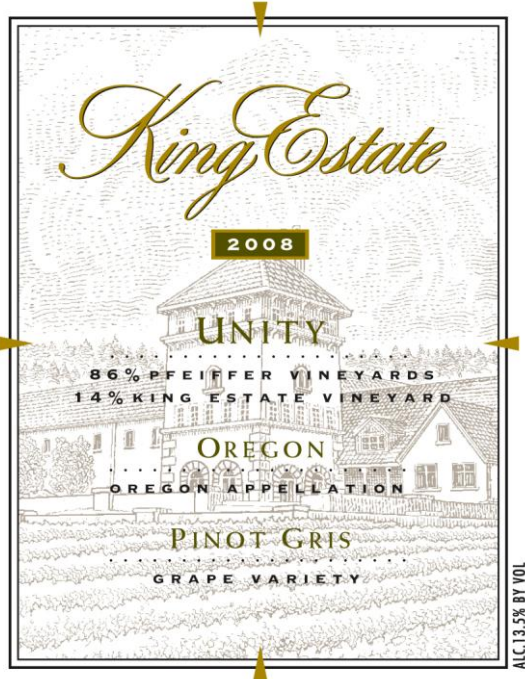 King Estate
2008
UNITY
86% PFEIFFER VINEYARDS
14% KING ESTATE VINEYARD
OREGON
OREGON APPELLATION
PINOT GRIS
GRAPE VARIETY
ALC.13.5% BY VOL